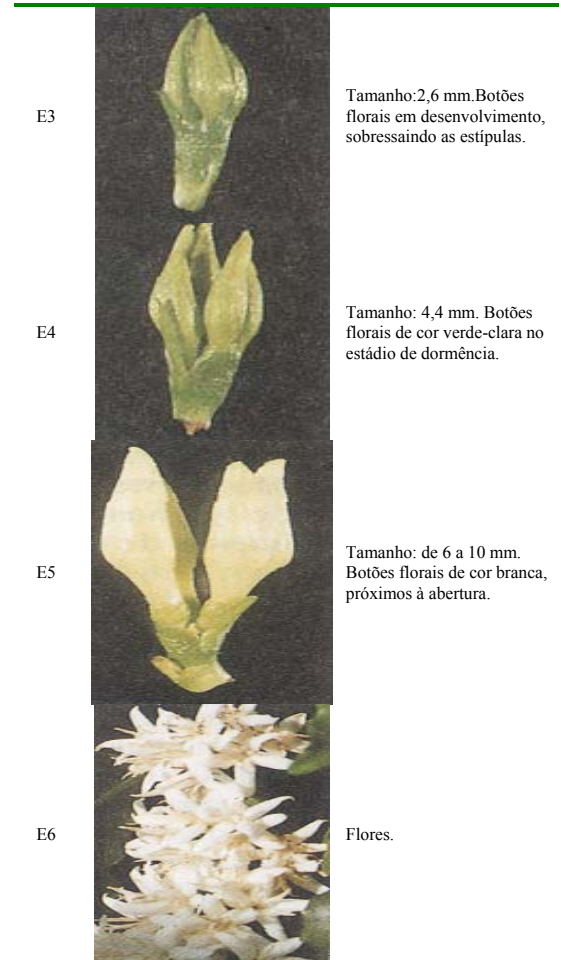 E3
Tamanho:2,6 mm.Botões
florais em desenvolvimento,
sobressaindo as estípulas.
E4
Tamanho: 4,4 mm. Botões
florais de cor verde-clara no
estádio de dormência.
E5
Tamanho: de 6 a 10 mm.
Botões florais de cor branca,
próximos à abertura.
E6
Flores.